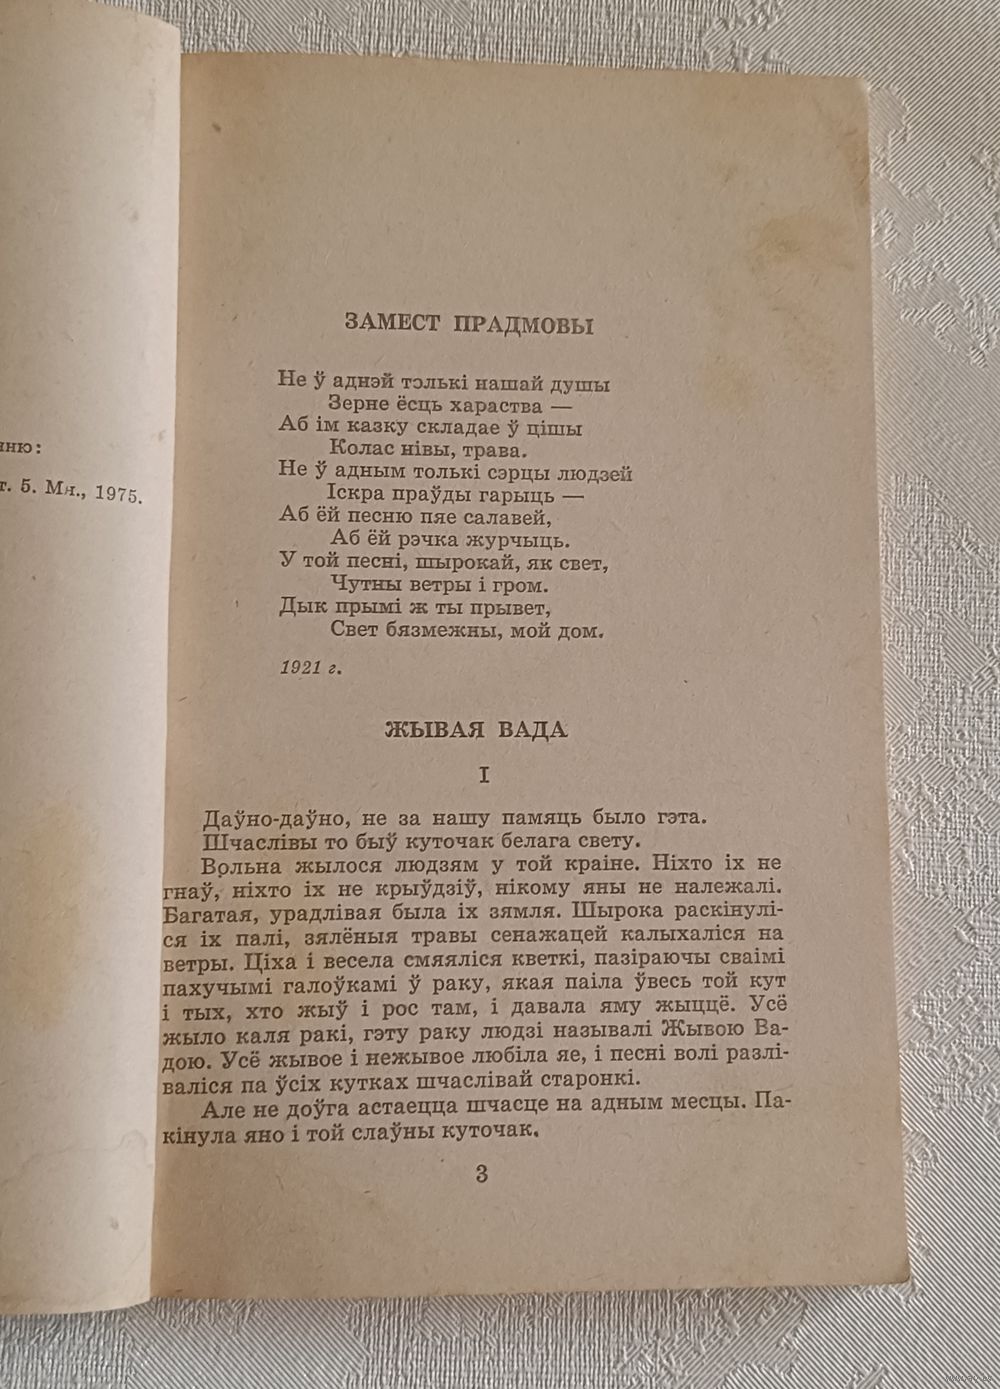 нню:
т. 5. Мн., 1975.
ЗАМЕСТ ПРАДМОВЫ
Не ў аднэй толькі нашай душы
Зерне ёсць хараства —
Аб ім казку складае ў цішы
Колас нівы, трава.
Не ў адным толькі сэрцы людзей
Іскра праўды гарыць —
Аб ёй песню пяе салавей,
Аб ёй рэчка журчыць.
У той песні, шырокай, як свет,
Чутны ветры і гром.
Дык прымі ж ты прывет,
Свет бязмежны, мой дом.
1921 г.
ЖЫВАЯ ВАДА
I
Даўно-даўно, не за нашу памяць было гэта.
Шчаслівы то быў куточак белага свету.
Вольна жылося людзям у той краіне. Ніхто іх не
гнаў, ніхто іх не крыўдзіў, нікому яны не належалі.
Багатая, урадлівая была іх зямля. Шырока раскінулі-
ся іх палі, зялёныя травы сенажацей калыхаліся на
ветры. Ціха і весела смяяліся кветкі, пазіраючы сваімі
пахучымі галоўкамі ў раку, якая паіла ўвесь той кут
і тых, хто жыў і рос там, і давала яму жыццё. Усё
жыло каля ракі, гэту раку людзі называлі Жывою Ва-
дою. Усё жывое і нежывое любіла яе, і песні волі разлі-
валіся па ўсіх кутках шчаслівай старонкі.
Але не доўга астаецца шчасце на адным месцы. Па-
кінула яно і той слаўны куточак.
3